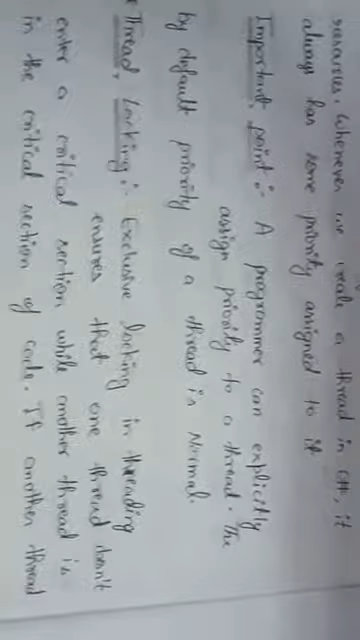 resources. Whenever we create a thread in C#, it
always has some priority assigned to it
Important point:- A programmer can explicitly
assign priority to a thread. The
by default priority of a thread is Normal.
* Thread Locking:- Exclusive locking in threading
ensures that one thread doesn't
enter a critical section while another thread is
in the critical section of code. If another thread